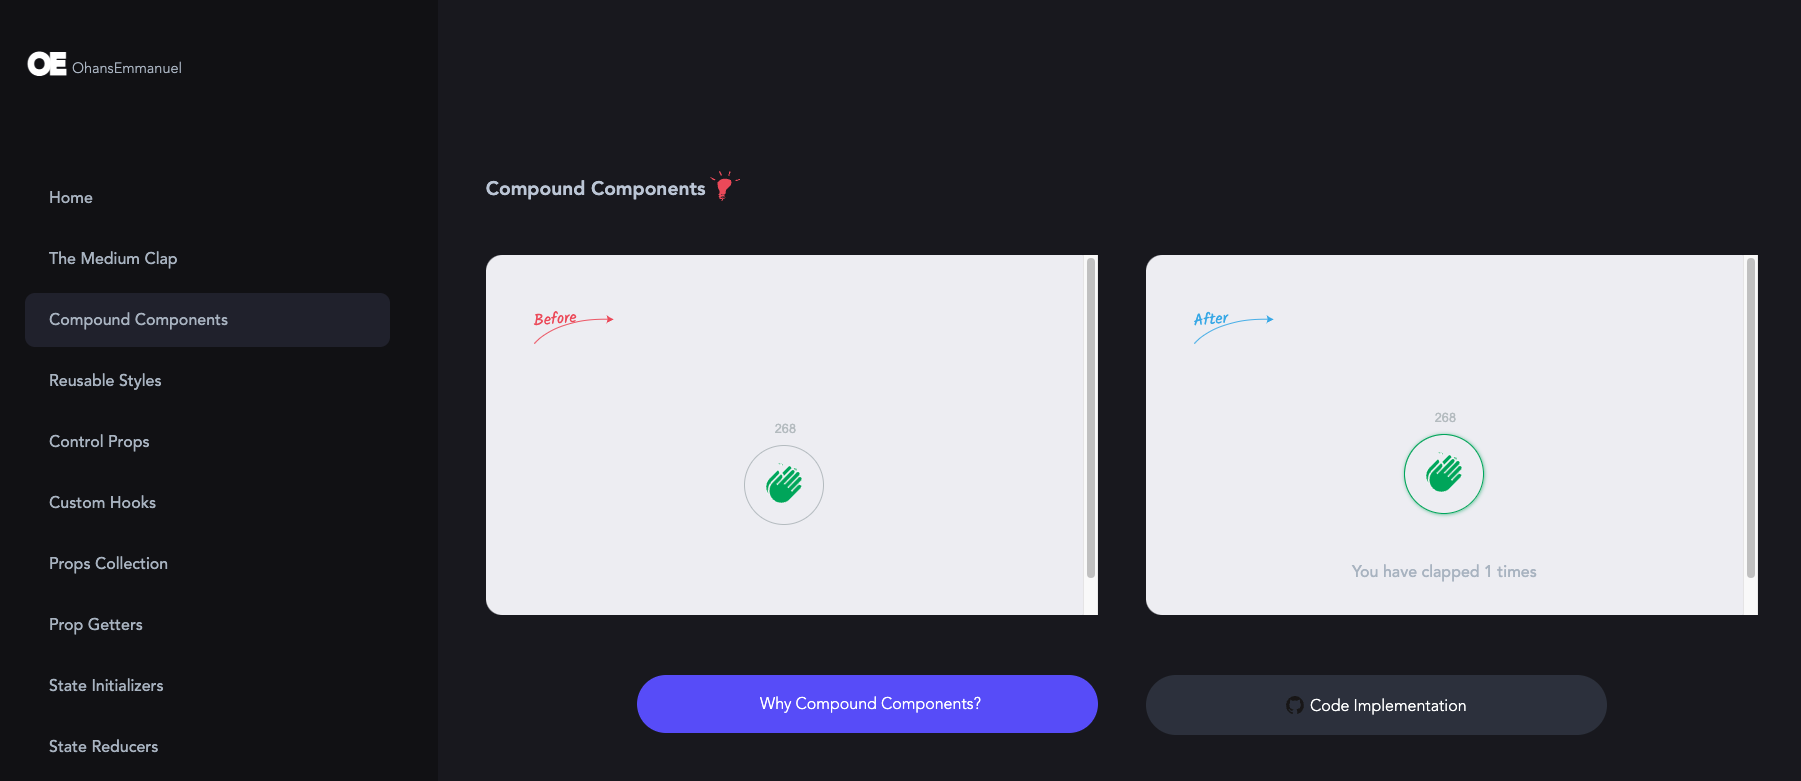 OE OhansEmmanuel
Home
The Medium Clap
Compound Components
Reusable Styles
Control Props
Custom Hooks
Props Collection
Prop Getters
State Initializers
State Reducers
Compound Components
Before
268
After
268
You have clapped 1 times
Why Compound Components?
Code Implementation